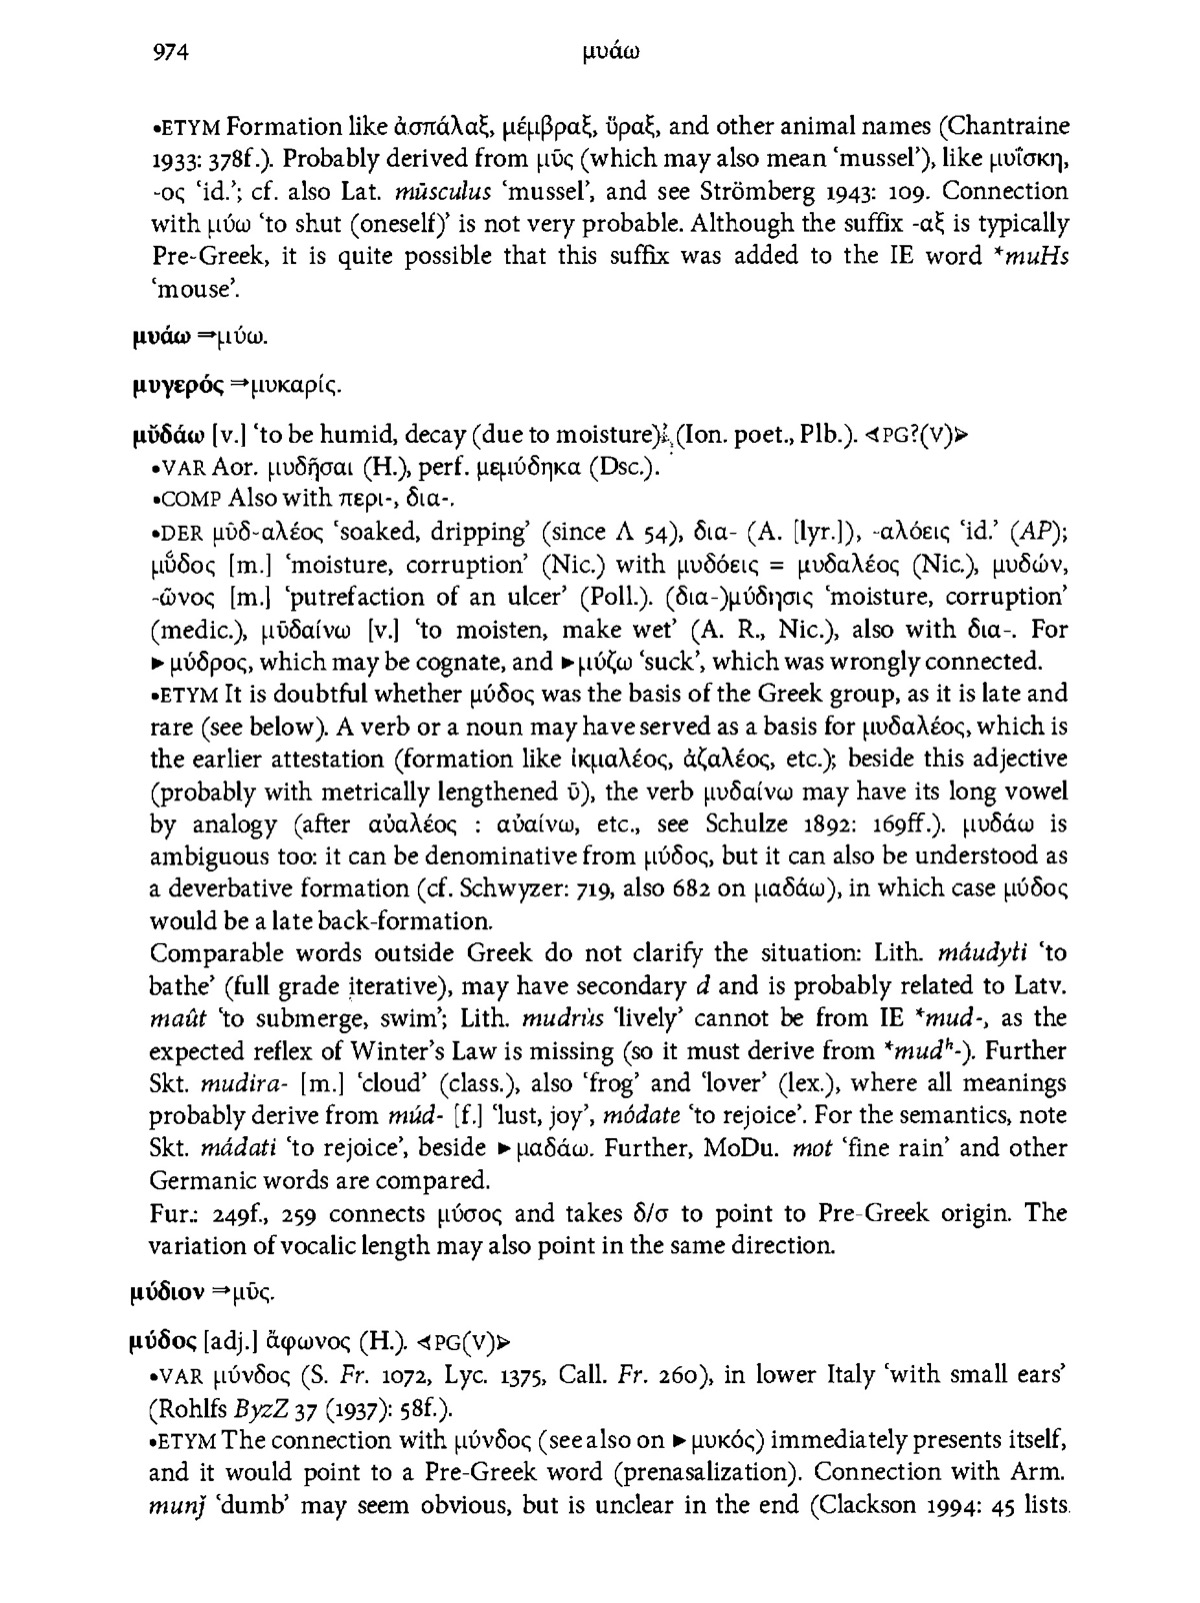 974 μυάω
•ETYM Formation like ἀσπάλαξ, μέμβραξ, ὕραξ, and other animal names (Chantraine
1933: 378f.). Probably derived from μῦς (which may also mean ‘mussel’), like μυΐσκη,
-ος ‘id.’; cf. also Lat. mūsculus ‘mussel’, and see Strömberg 1943: 109. Connection
with μύω ‘to shut (oneself)’ is not very probable. Although the suffix -αξ is typically
Pre-Greek, it is quite possible that this suffix was added to the IE word *muHs
‘mouse’.
μυάω ⇒μύω.
μυγερός ⇒μυκαρίς.
μῠδάω [v.] ‘to be humid, decay (due to moisture)’ (Ion. poet., Plb.). ◁PG?(V)▷
•VAR Aor. μυδῆσαι (H.), perf. μεμύδηκα (Dsc.).
•COMP Also with περι-, δια-.
•DER μῡδ-αλέος ‘soaked, dripping’ (since Λ 54), δια- (A. [lyr.]), -αλόεις ‘id.’ (AP);
μῠ́δος [m.] ‘moisture, corruption’ (Nic.) with μυδόεις = μυδαλέος (Nic.), μυδών,
-ῶνος [m.] ‘putrefaction of an ulcer’ (Poll.). (δια-)μύδησις ‘moisture, corruption’
(medic.), μῡδαίνω [v.] ‘to moisten, make wet’ (A. R., Nic.), also with δια-. For
►μύδρος, which may be cognate, and ►μύζω ‘suck’, which was wrongly connected.
•ETYM It is doubtful whether μύδος was the basis of the Greek group, as it is late and
rare (see below). A verb or a noun may have served as a basis for μυδαλέος, which is
the earlier attestation (formation like ἰκμαλέος, ἀζαλέος, etc.); beside this adjective
(probably with metrically lengthened ῡ), the verb μυδαίνω may have its long vowel
by analogy (after αὐαλέος : αὐαίνω, etc., see Schulze 1892: 169ff.). μυδάω is
ambiguous too: it can be denominative from μύδος, but it can also be understood as
a deverbative formation (cf. Schwyzer: 719, also 682 on μαδάω), in which case μύδος
would be a late back-formation.
Comparable words outside Greek do not clarify the situation: Lith. máudyti ‘to
bathe’ (full grade iterative), may have secondary d and is probably related to Latv.
maût ‘to submerge, swim’; Lith. mudrùs ‘lively’ cannot be from IE *mud-, as the
expected reflex of Winter’s Law is missing (so it must derive from *mudʰ-). Further
Skt. mudira- [m.] ‘cloud’ (class.), also ‘frog’ and ‘lover’ (lex.), where all meanings
probably derive from múd- [f.] ‘lust, joy’, módate ‘to rejoice’. For the semantics, note
Skt. mádati ‘to rejoice’, beside ►μαδάω. Further, MoDu. mot ‘fine rain’ and other
Germanic words are compared.
Fur.: 249f., 259 connects μύσος and takes δ/σ to point to Pre-Greek origin. The
variation of vocalic length may also point in the same direction.
μύδιον ⇒μῦς.
μύδος [adj.] ἄφωνος (H.). ◁PG(V)▷
•VAR μύνδος (S. Fr. 1072, Lyc. 1375, Call. Fr. 260), in lower Italy ‘with small ears’
(Rohlfs ByzZ 37 (1937): 58f.).
•ETYM The connection with μύνδος (see also on ►μυκός) immediately presents itself,
and it would point to a Pre-Greek word (prenasalization). Connection with Arm.
munǰ ‘dumb’ may seem obvious, but is unclear in the end (Clackson 1994: 45 lists